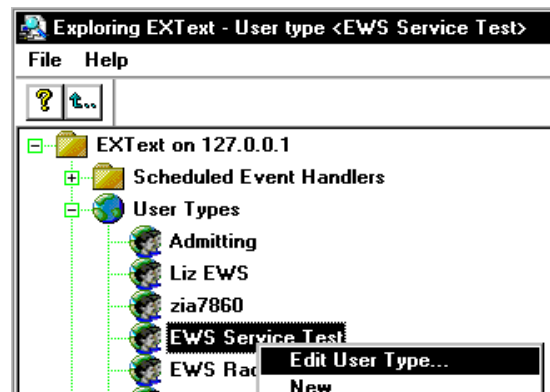 Exploring EXText - User type <EWS Service Test>
File Help
EXText on 127.0.0.1
Scheduled Event Handlers
User Types
Admitting
Liz EWS
zia7860
EWS Service Test
Edit User Type...
EWS
New